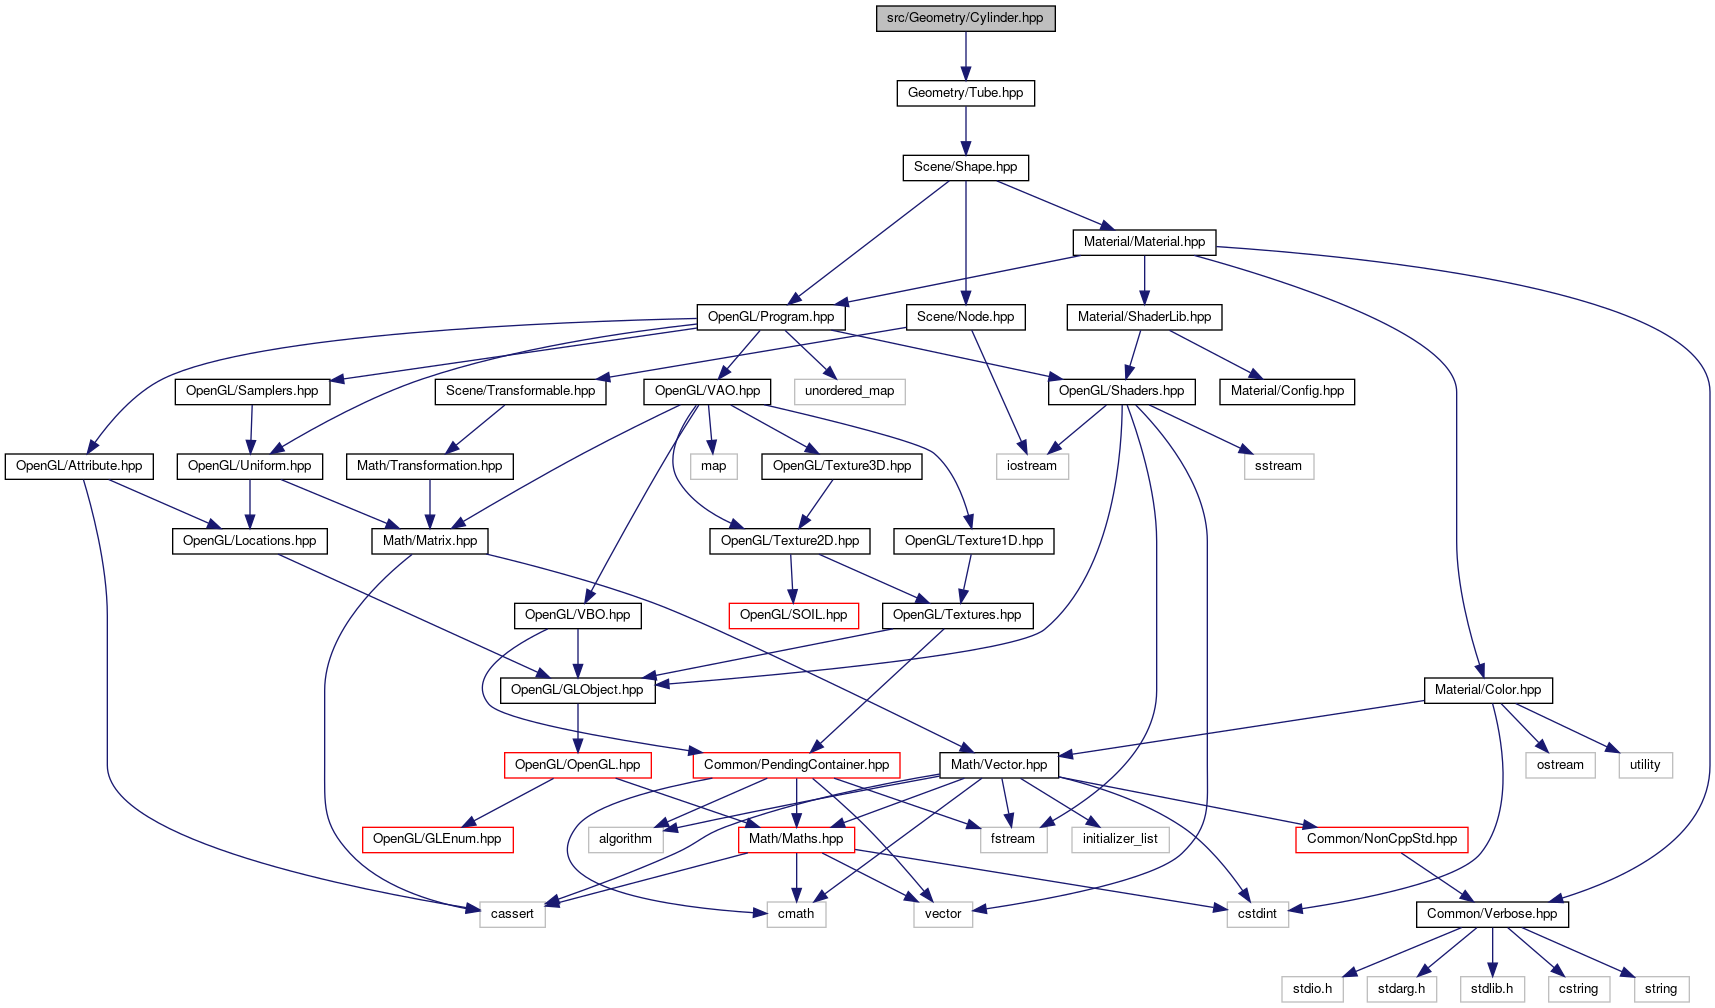 src/Geometry/Cylinder.hpp
Geometry/Tube.hpp
Scene/Shape.hpp
Material/Material.hpp
OpenGL/Program.hpp
Scene/Node.hpp
Material/ShaderLib.hpp
OpenGL/Samplers.hpp
Scene/Transformable.hpp
OpenGL/VAO.hpp
unordered_map
OpenGL/Shaders.hpp
Material/Config.hpp
OpenGL/Attribute.hpp
OpenGL/Uniform.hpp
Math/Transformation.hpp
map
OpenGL/Texture3D.hpp
iostream
sstream
OpenGL/Locations.hpp
Math/Matrix.hpp
OpenGL/Texture2D.hpp
OpenGL/Texture1D.hpp
OpenGL/VBO.hpp
OpenGL/SOIL.hpp
OpenGL/Textures.hpp
OpenGL/GLObject.hpp
Material/Color.hpp
OpenGL/OpenGL.hpp
Common/PendingContainer.hpp
Math/Vector.hpp
ostream
utility
OpenGL/GLEnum.hpp
algorithm
Math/Maths.hpp
fstream
initializer_list
Common/NonCppStd.hpp
cassert
cmath
vector
cstdint
Common/Verbose.hpp
stdio.h
stdarg.h
stdlib.h
cstring
string